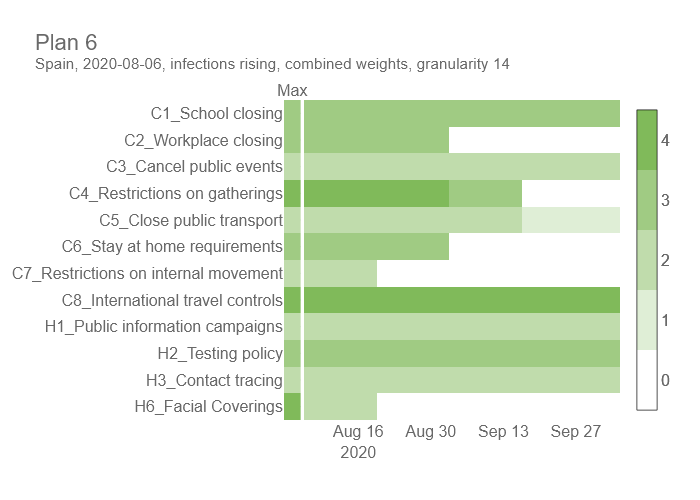 Plan 6
Spain, 2020-08-06, infections rising, combined weights, granularity 14
Max
C1_School closing
C2_Workplace closing
C3_Cancel public events
C4_Restrictions on gatherings
C5_Close public transport
C6_Stay at home requirements
C7_Restrictions on internal movement
C8_International travel controls
H1_Public information campaigns
H2_Testing policy
H3_Contact tracing
H6_Facial Coverings
Aug 16 Aug 30 Sep 13 Sep 27
2020
4
3
2
1
0